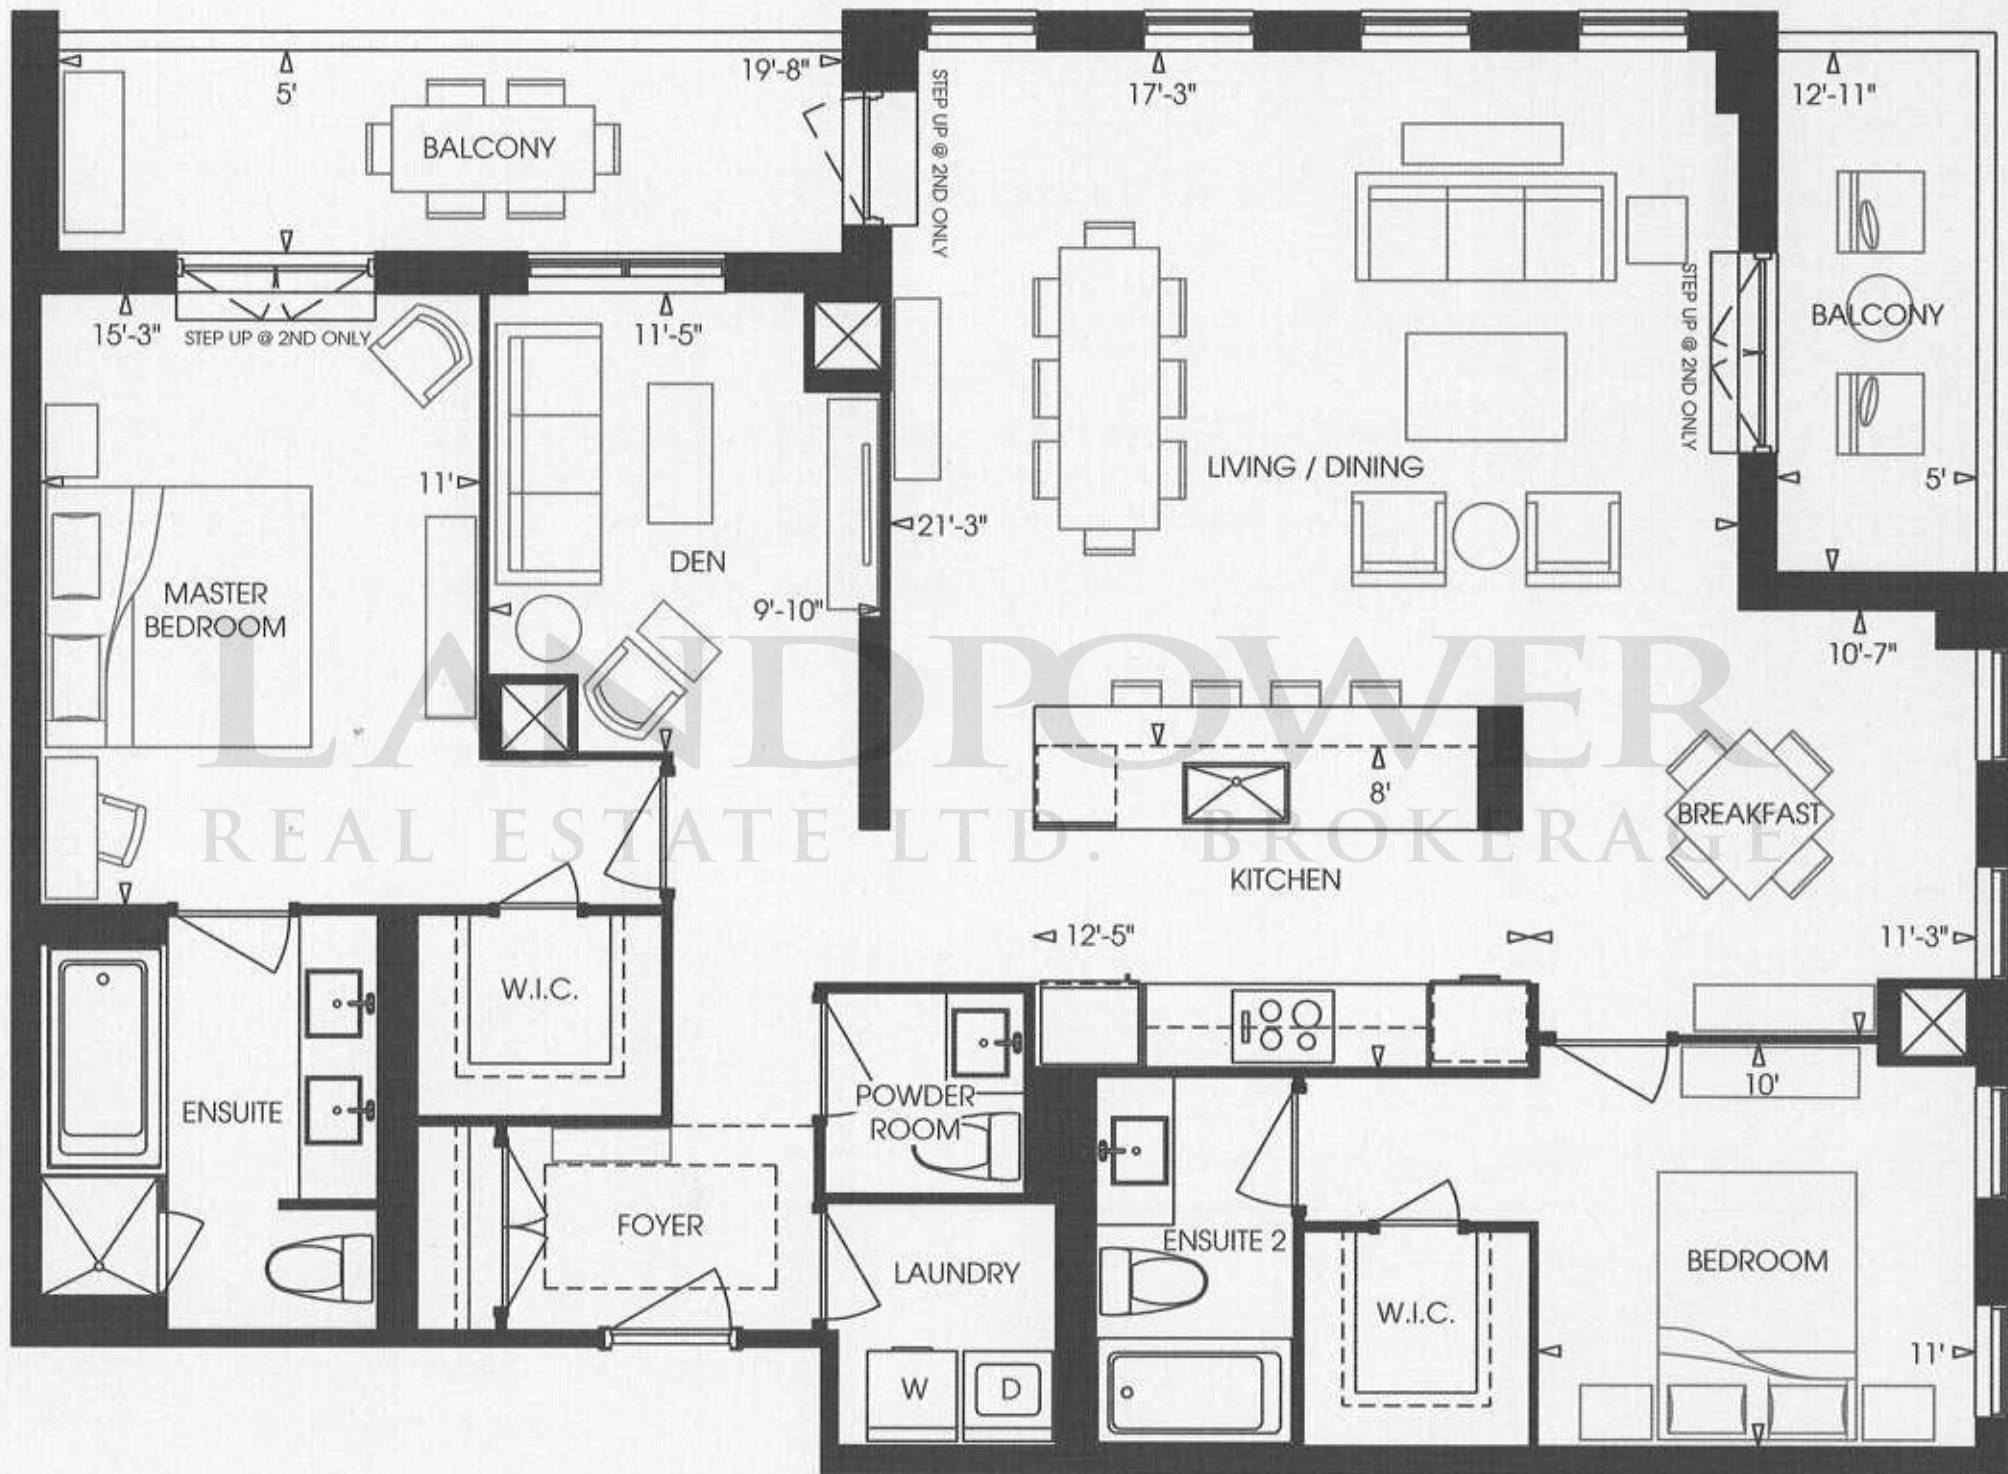 19'-8"
5'
BALCONY
STEP UP @ 2ND ONLY
17'-3"
12'-11"
BALCONY
5'
STEP UP @ 2ND ONLY
15'-3"
STEP UP @ 2ND ONLY
11'-5"
11'
LIVING / DINING
21'-3"
DEN
9'-10"
MASTER
BEDROOM
10'-7"
LANDPOWER
REAL ESTATE LTD. BROKERAGE
8'
BREAKFAST
KITCHEN
12'-5"
11'-3"
W.I.C.
ENSUITE
POWDER
ROOM
10'
FOYER
LAUNDRY
ENSUITE 2
BEDROOM
W.I.C.
11'
W
D